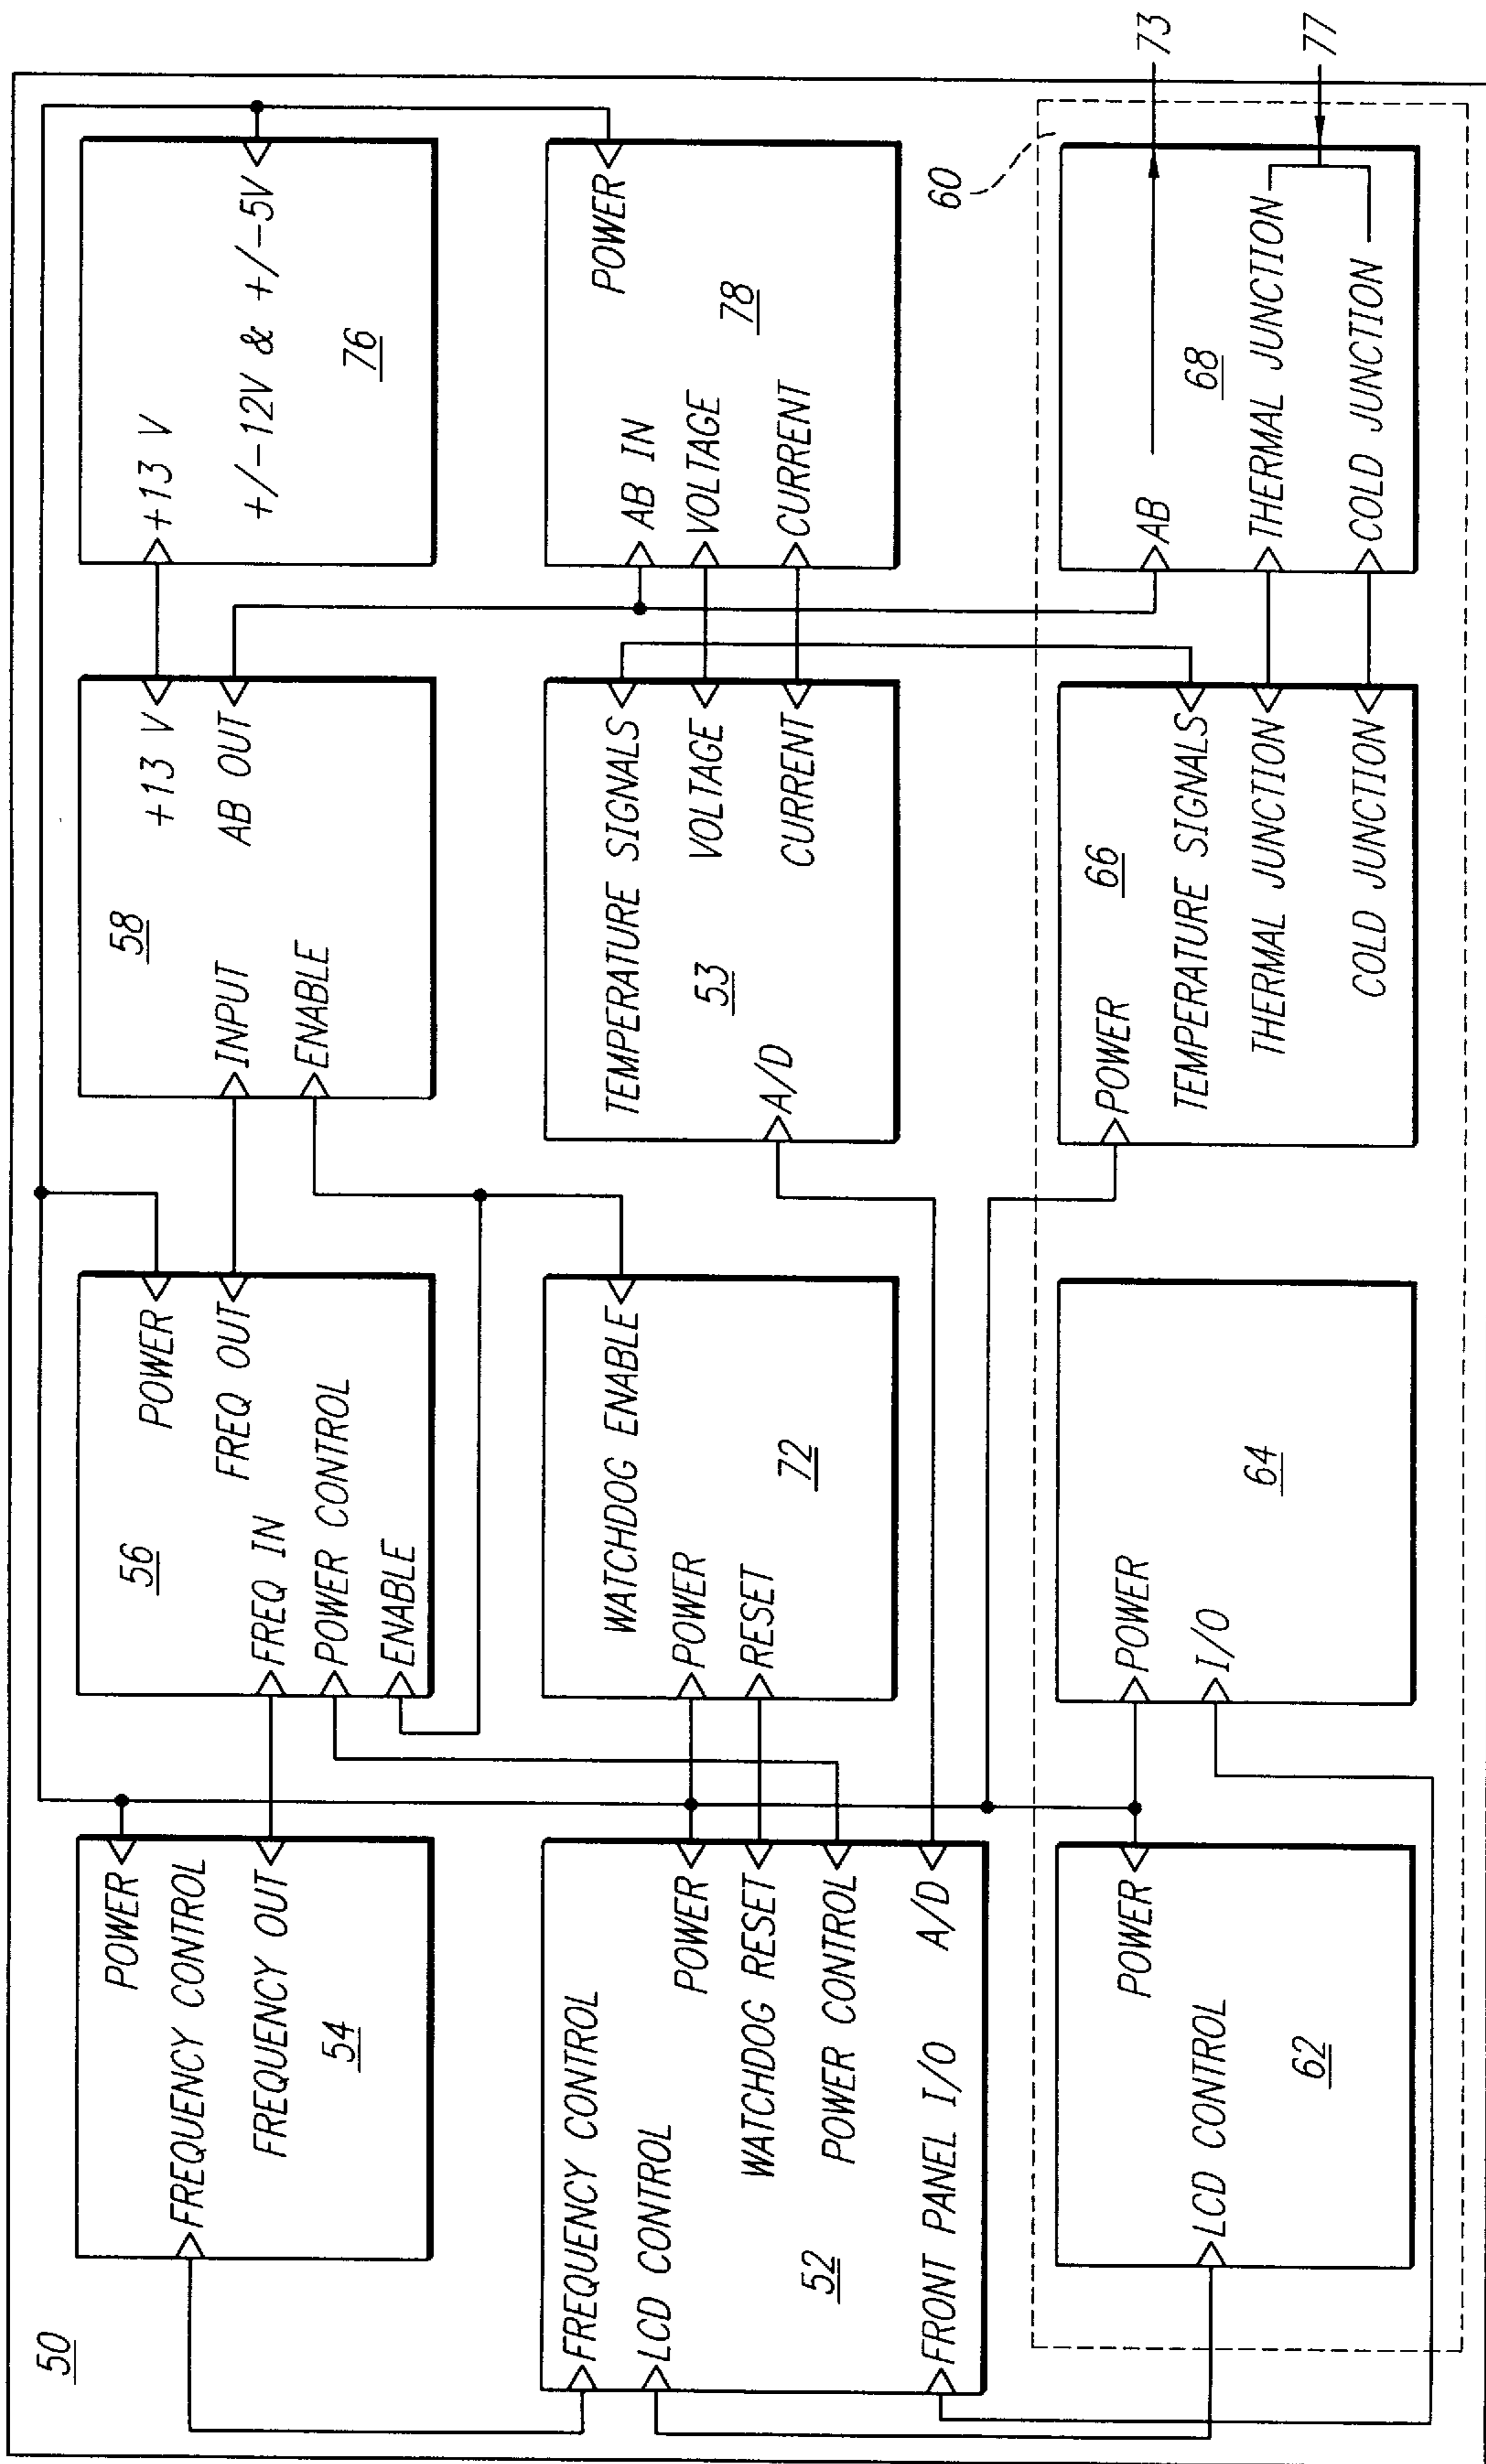 50
POWER
FREQUENCY CONTROL
FREQUENCY OUT
54
56
POWER
FREQ OUT
FREQ IN
POWER CONTROL
ENABLE
58
+13 V
AB OUT
INPUT
ENABLE
+13 V
+/-12V & +/-5V
76
FREQUENCY CONTROL
LCD CONTROL
POWER
WATCHDOG RESET
POWER CONTROL
52
FRONT PANEL I/O
A/D
WATCHDOG ENABLE
POWER
RESET
72
TEMPERATURE SIGNALS
VOLTAGE
53
A/D
CURRENT
POWER
AB IN
VOLTAGE
CURRENT
78
60
POWER
LCD CONTROL
62
POWER
I/O
64
POWER
66
TEMPERATURE SIGNALS
THERMAL JUNCTION
COLD JUNCTION
AB
68
THERMAL JUNCTION
COLD JUNCTION
73
77